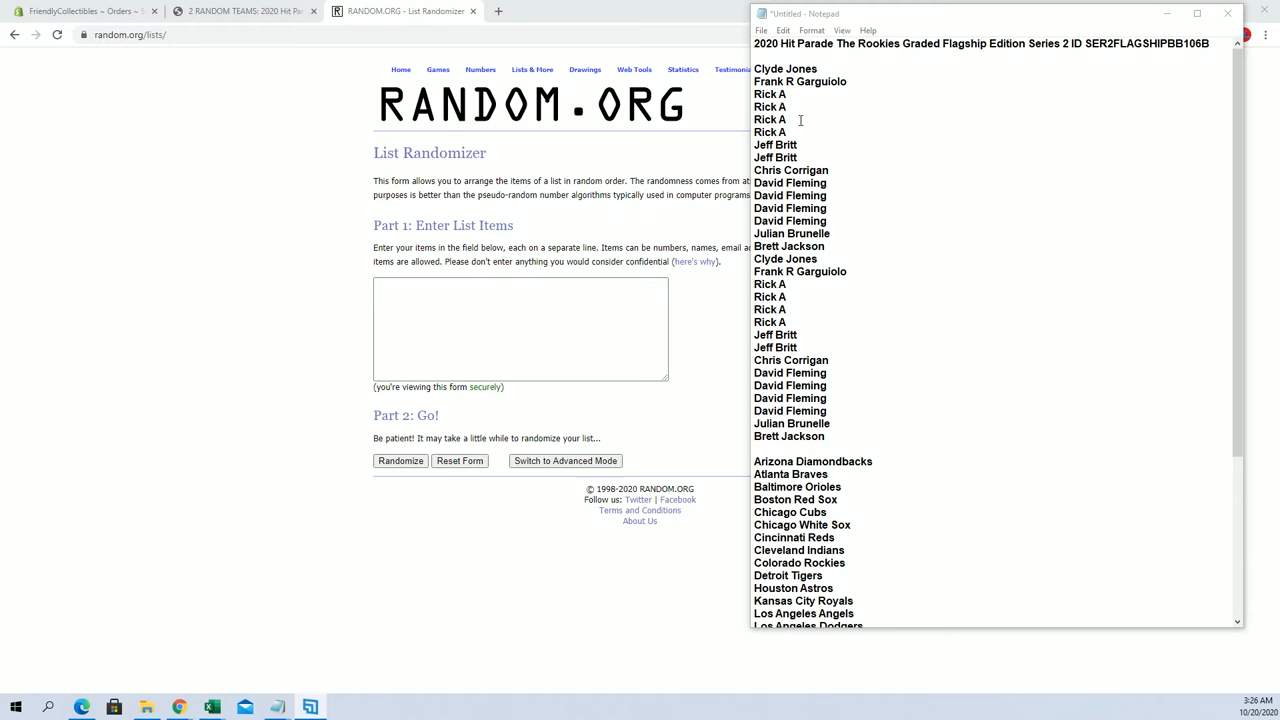 FriendlyCollectibles ~ Orders ~ S
2 RANDOM TEAMS: 2020 Hit Pa
RANDOM.ORG - List Randomizer
random.org/lists/
Home Games Numbers Lists & More Drawings Web Tools Statistics Testimonia
RANDOM.ORG
List Randomizer
This form allows you to arrange the items of a list in random order. The randomness comes from at
purposes is better than the pseudo-random number algorithms typically used in computer programs
Part 1: Enter List Items
Enter your items in the field below, each on a separate line. Items can be numbers, names, email a
items are allowed. Please don't enter anything you would consider confidential (here's why).
(you're viewing this form securely)
Part 2: Go!
Be patient! It may take a little while to randomize your list...
Randomize Reset Form Switch to Advanced Mode
© 1998-2020 RANDOM.ORG
Follow us: Twitter | Facebook
Terms and Conditions
About Us
*Untitled - Notepad
File Edit Format View Help
2020 Hit Parade The Rookies Graded Flagship Edition Series 2 ID SER2FLAGSHIPBB106B
Clyde Jones
Frank R Garguiolo
Rick A
Rick A
Rick A
Rick A
Jeff Britt
Jeff Britt
Chris Corrigan
David Fleming
David Fleming
David Fleming
David Fleming
Julian Brunelle
Brett Jackson
Clyde Jones
Frank R Garguiolo
Rick A
Rick A
Rick A
Rick A
Jeff Britt
Jeff Britt
Chris Corrigan
David Fleming
David Fleming
David Fleming
David Fleming
Julian Brunelle
Brett Jackson
Arizona Diamondbacks
Atlanta Braves
Baltimore Orioles
Boston Red Sox
Chicago Cubs
Chicago White Sox
Cincinnati Reds
Cleveland Indians
Colorado Rockies
Detroit Tigers
Houston Astros
Kansas City Royals
Los Angeles Angels
Los Angeles Dodgers
3:26 AM
10/20/2020